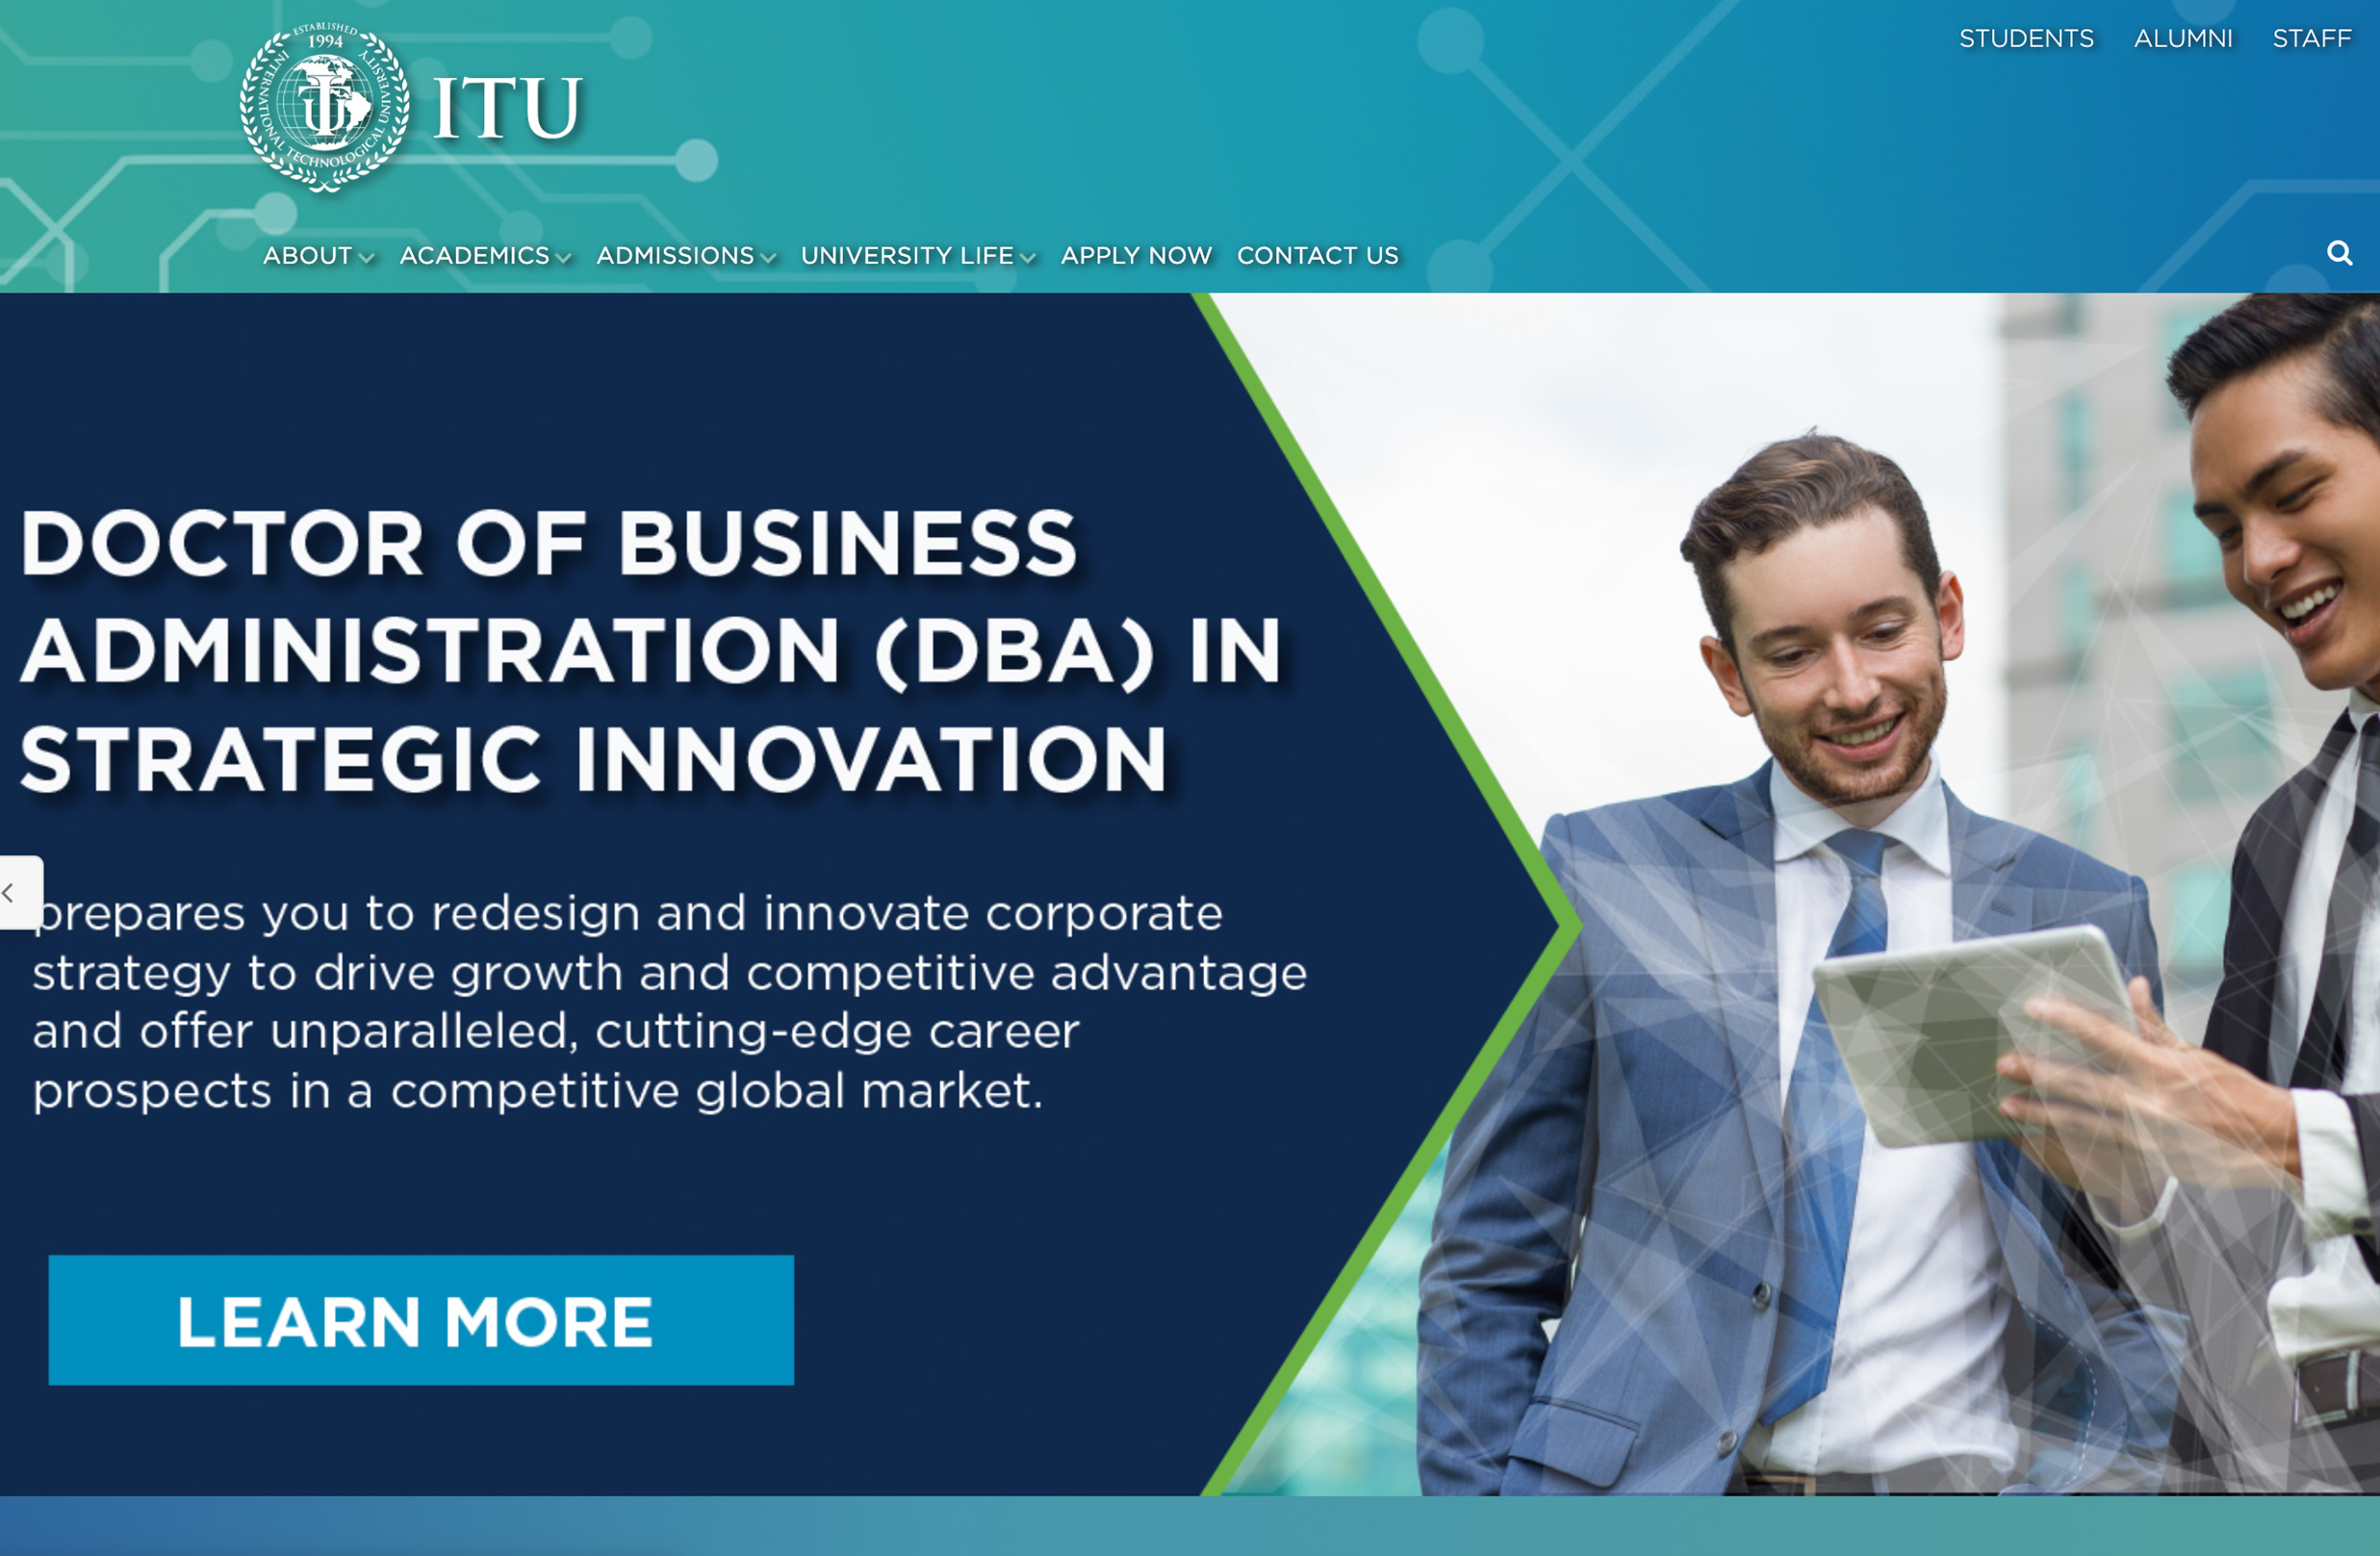 ESTABLISHED
1994
INTERNATIONAL TECHNOLOGICAL UNIVERSITY
ITU
STUDENTS ALUMNI STAFF
ABOUT ACADEMICS ADMISSIONS UNIVERSITY LIFE APPLY NOW CONTACT US
DOCTOR OF BUSINESS
ADMINISTRATION (DBA) IN
STRATEGIC INNOVATION
prepares you to redesign and innovate corporate
strategy to drive growth and competitive advantage
and offer unparalleled, cutting-edge career
prospects in a competitive global market.
LEARN MORE